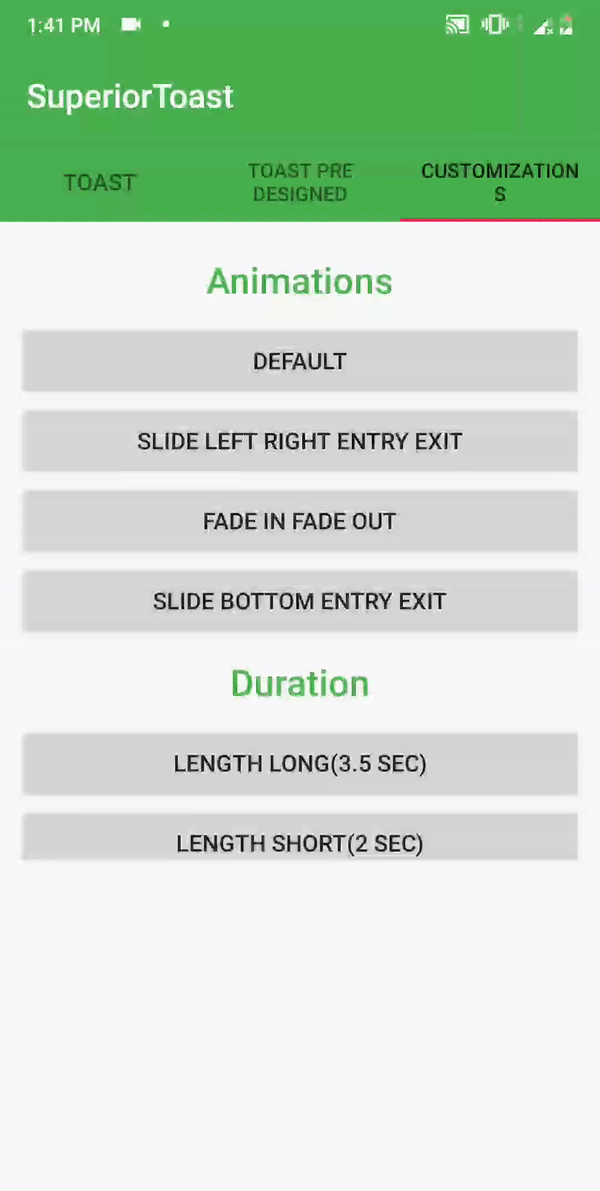 1:41 PM
SuperiorToast
TOAST
TOAST PRE
DESIGNED
CUSTOMIZATION
S
Animations
DEFAULT
SLIDE LEFT RIGHT ENTRY EXIT
FADE IN FADE OUT
SLIDE BOTTOM ENTRY EXIT
Duration
LENGTH LONG(3.5 SEC)
LENGTH SHORT(2 SEC)